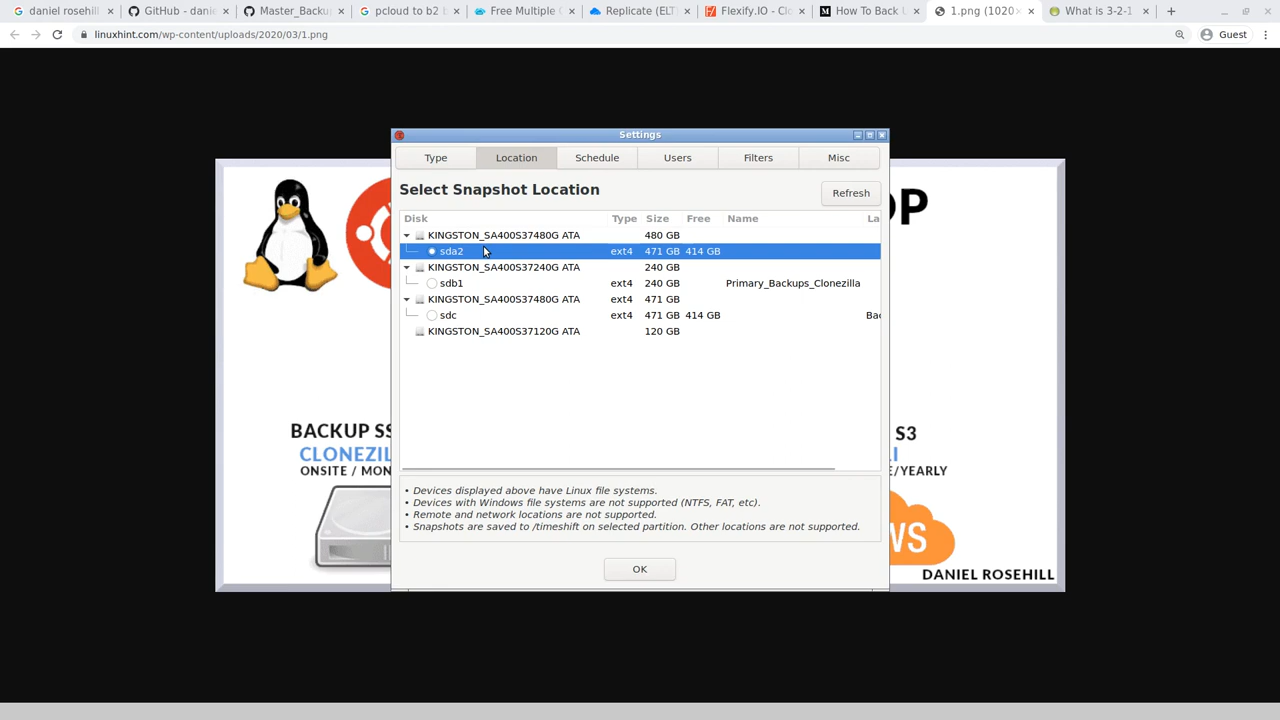 daniel rosehill
GitHub - danie
Master_Backu
pcloud to b2 b
Free Multiple C
Replicate (ELT
Flexify.IO - Clo
How To Back U
1.png (1020×
What is 3-2-1
linuxhint.com/wp-content/uploads/2020/03/1.png
Guest
Settings
Type Location Schedule Users Filters Misc
Select Snapshot Location
Refresh
Disk Type Size Free Name La
KINGSTON_SA400S37480G ATA 480 GB
sda2 ext4 471 GB 414 GB
KINGSTON_SA400S37240G ATA 240 GB
sdb1 ext4 240 GB Primary_Backups_Clonezilla
KINGSTON_SA400S37480G ATA ext4 471 GB
sdc ext4 471 GB 414 GB Bac
KINGSTON_SA400S37120G ATA 120 GB
• Devices displayed above have Linux file systems.
• Devices with Windows file systems are not supported (NTFS, FAT, etc).
• Remote and network locations are not supported.
• Snapshots are saved to /timeshift on selected partition. Other locations are not supported.
OK
OP
BACKUP SS
CLONEZIL
ONSITE / MON
S3
LI
E/YEARLY
WS
DANIEL ROSEHILL